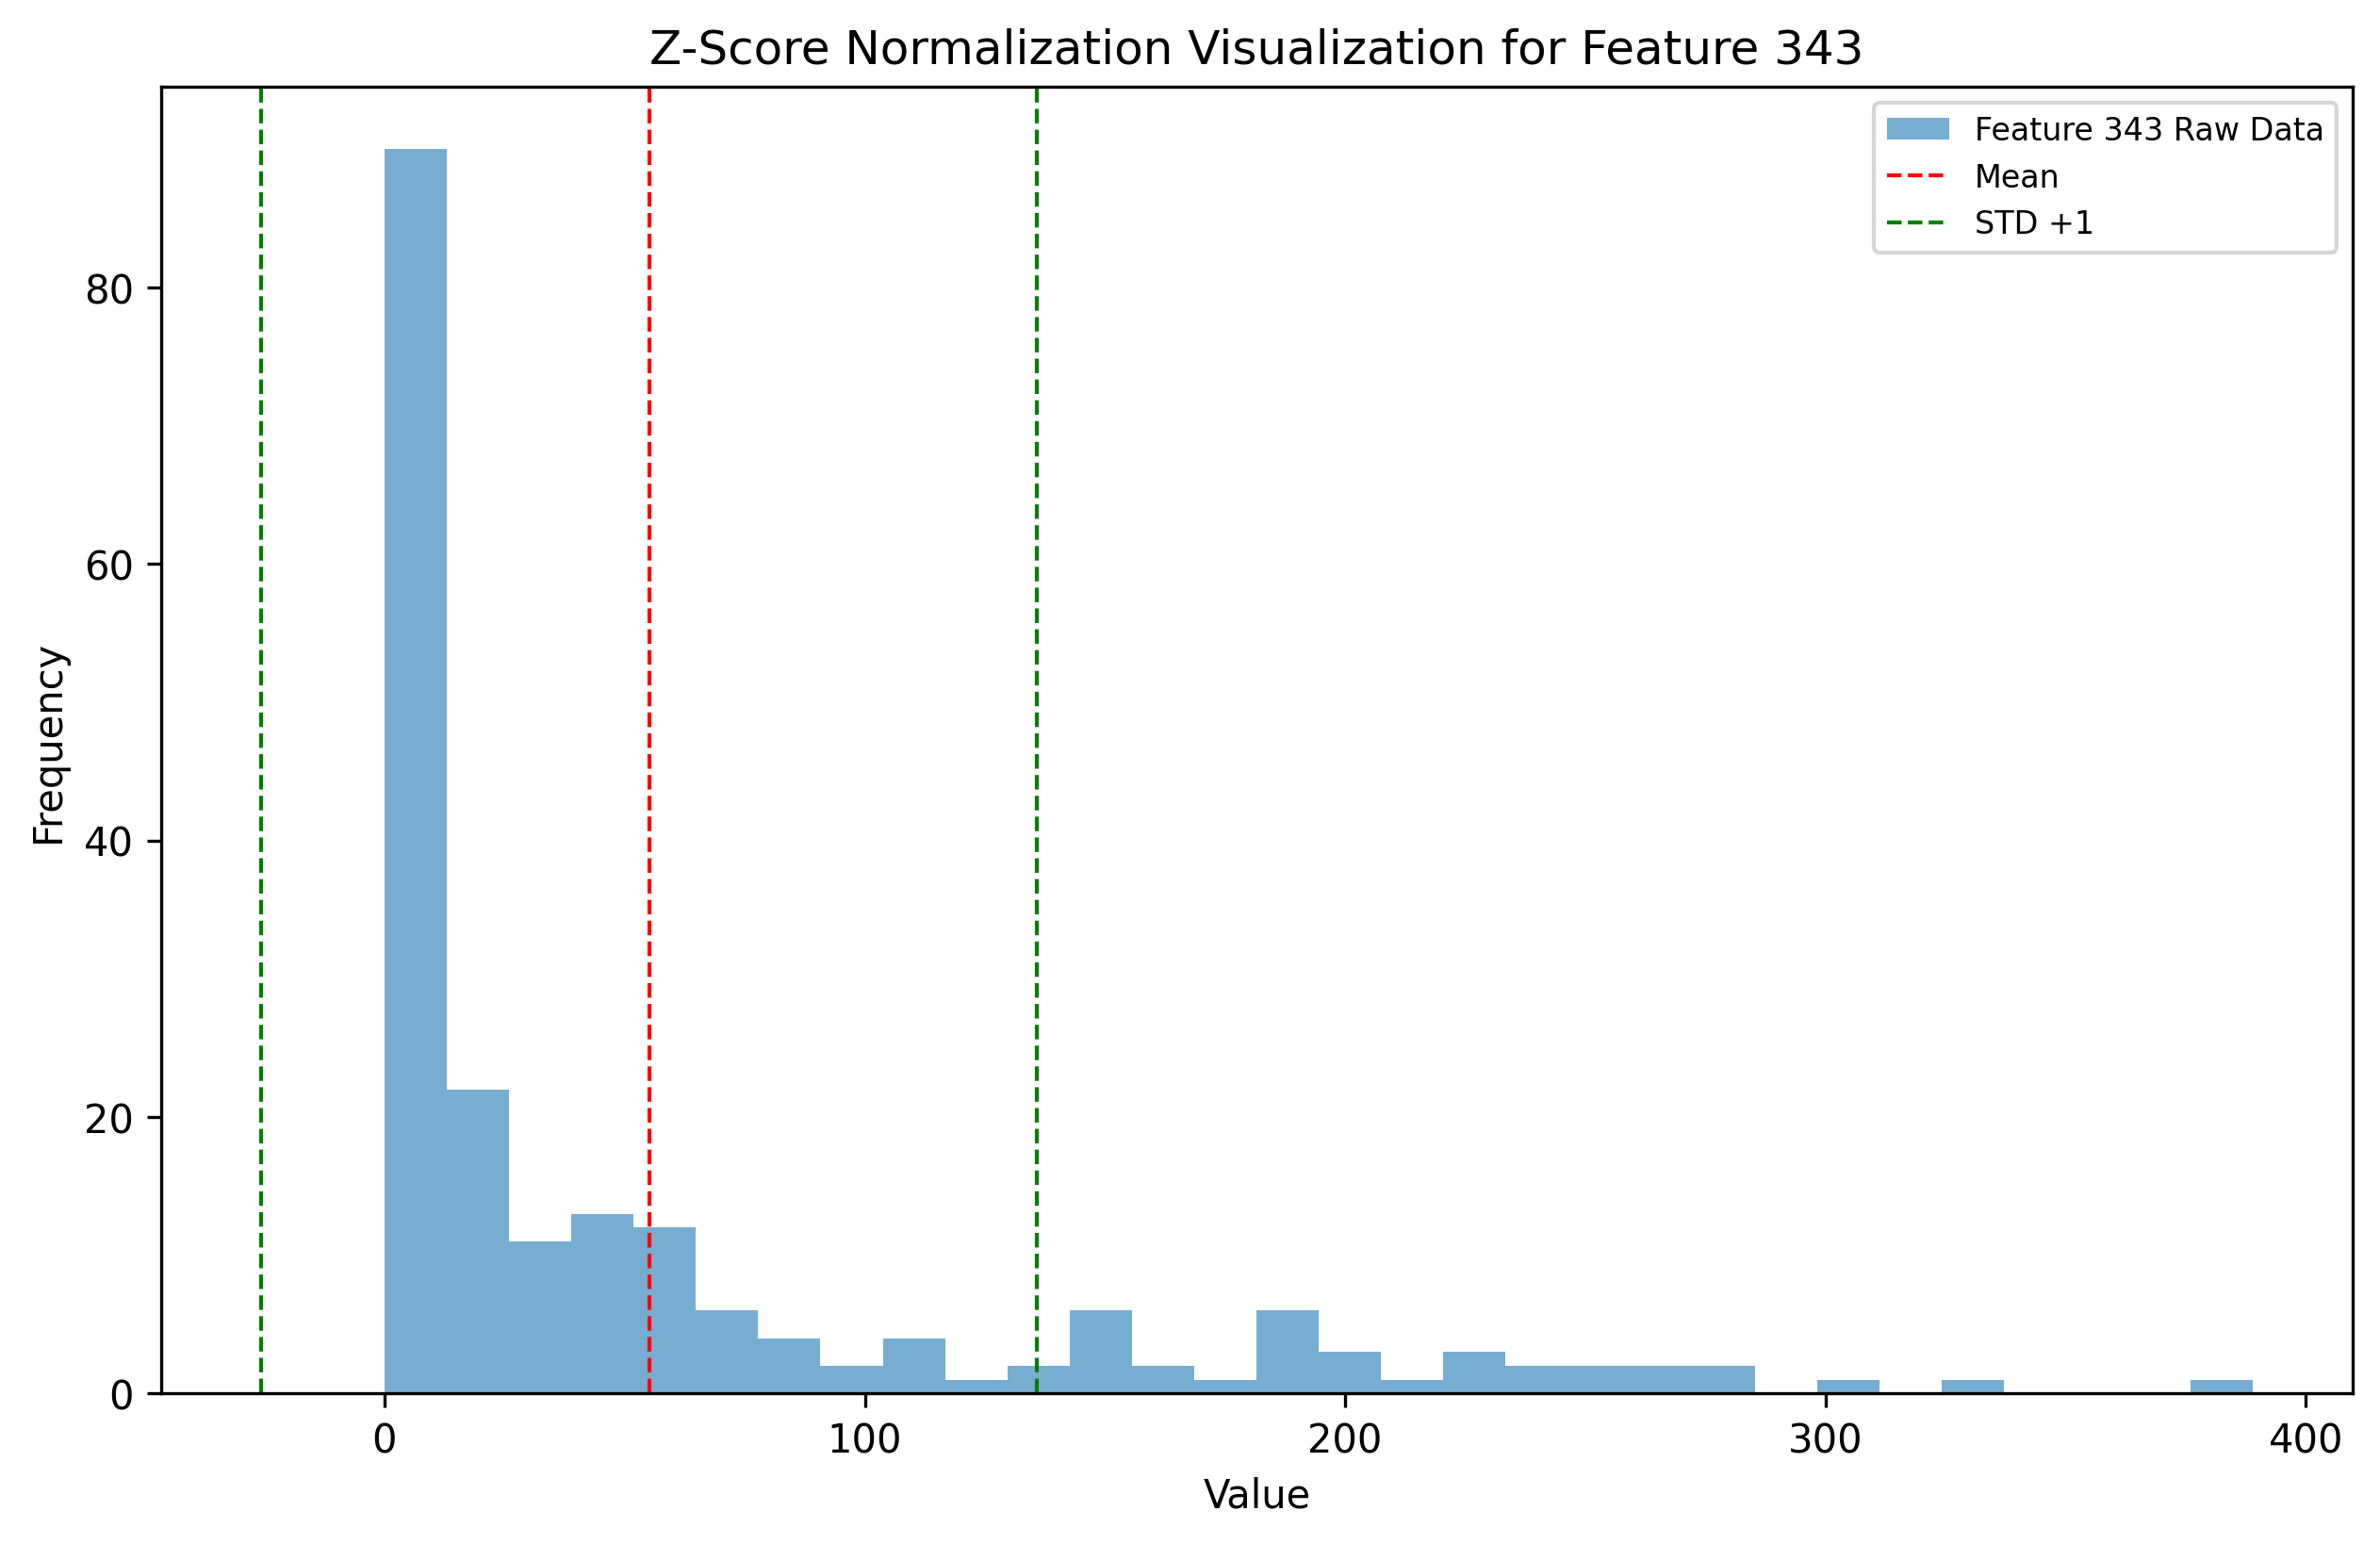 Z-Score Normalization Visualization for Feature 343
Feature 343 Raw Data
Mean
STD +1
80
60
40
20
0
Frequency
0 100 200 300 400
Value